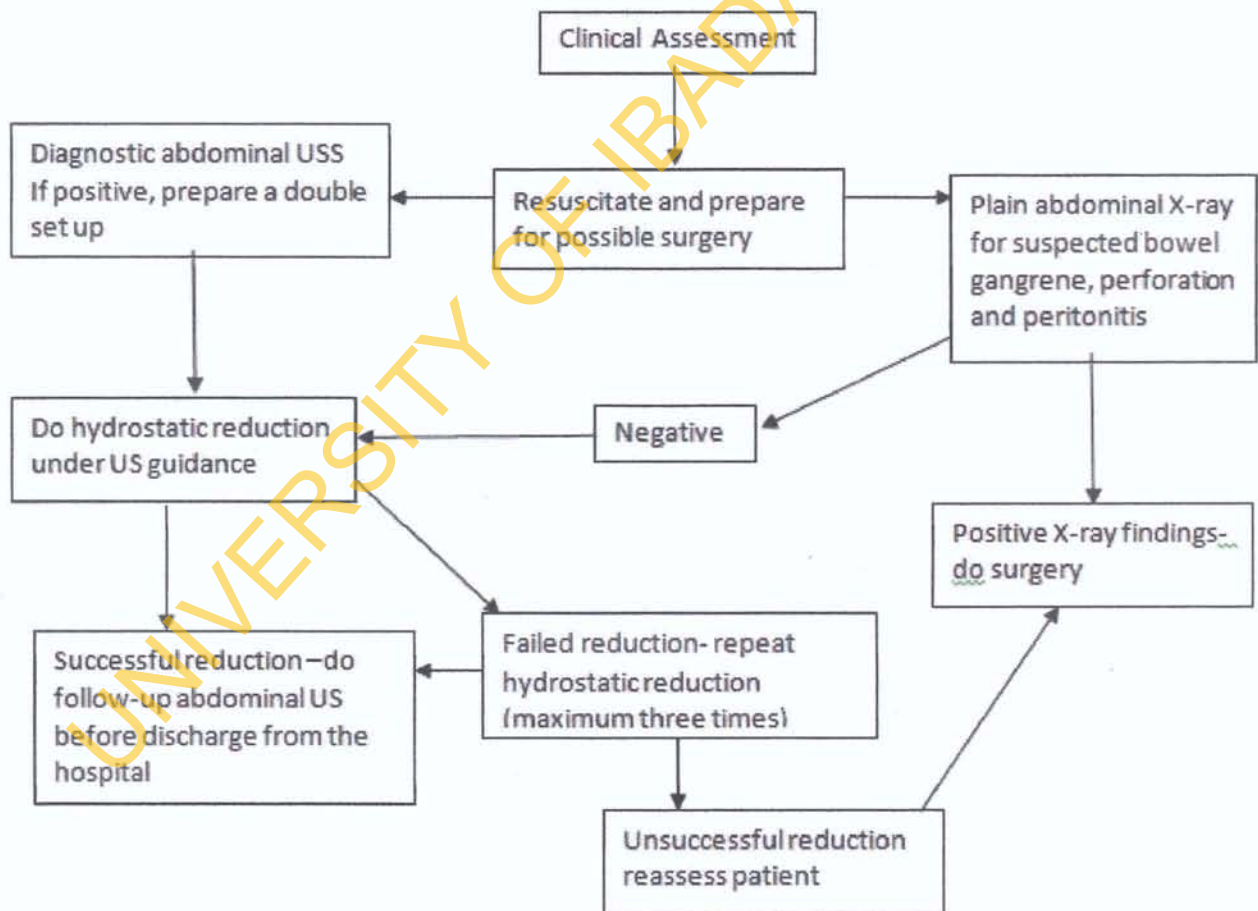 Clinical Assessment
Diagnostic abdominal USS
If positive, prepare a double
set up
Resuscitate and prepare
for possible surgery
Plain abdominal X-ray
for suspected bowel
gangrene, perforation
and peritonitis
Do hydrostatic reduction
under US guidance
Negative
Positive X-ray findings-
do surgery
Successful reduction–do
follow-up abdominal US
before discharge from the
hospital
Failed reduction- repeat
hydrostatic reduction
(maximum three times)
Unsuccessful reduction
reassess patient
UNIVERSITY OF IBADA